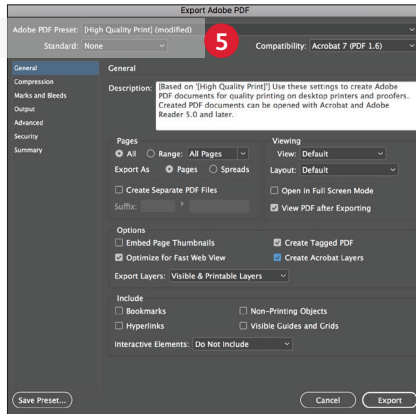 Export Adobe PDF
Adobe PDF Preset: [High Quality Print] (modified)
Standard: None
5
Compatibility: Acrobat 7 (PDF 1.6)
General
Compression
Marks and Bleeds
Output
Advanced
Security
Summary
General
Description: [Based on '[High Quality Print]'] Use these settings to create Adobe
PDF documents for quality printing on desktop printers and proofers.
Created PDF documents can be opened with Acrobat and Adobe
Reader 5.0 and later.
Pages
All Range: All Pages
Export As Pages Spreads
Create Separate PDF Files
Suffix:
Viewing
View: Default
Layout: Default
Open in Full Screen Mode
View PDF after Exporting
Options
Embed Page Thumbnails
Create Tagged PDF
Optimize for Fast Web View
Create Acrobat Layers
Export Layers: Visible & Printable Layers
Include
Bookmarks
Non-Printing Objects
Hyperlinks
Visible Guides and Grids
Interactive Elements: Do Not Include
Save Preset...
Cancel
Export